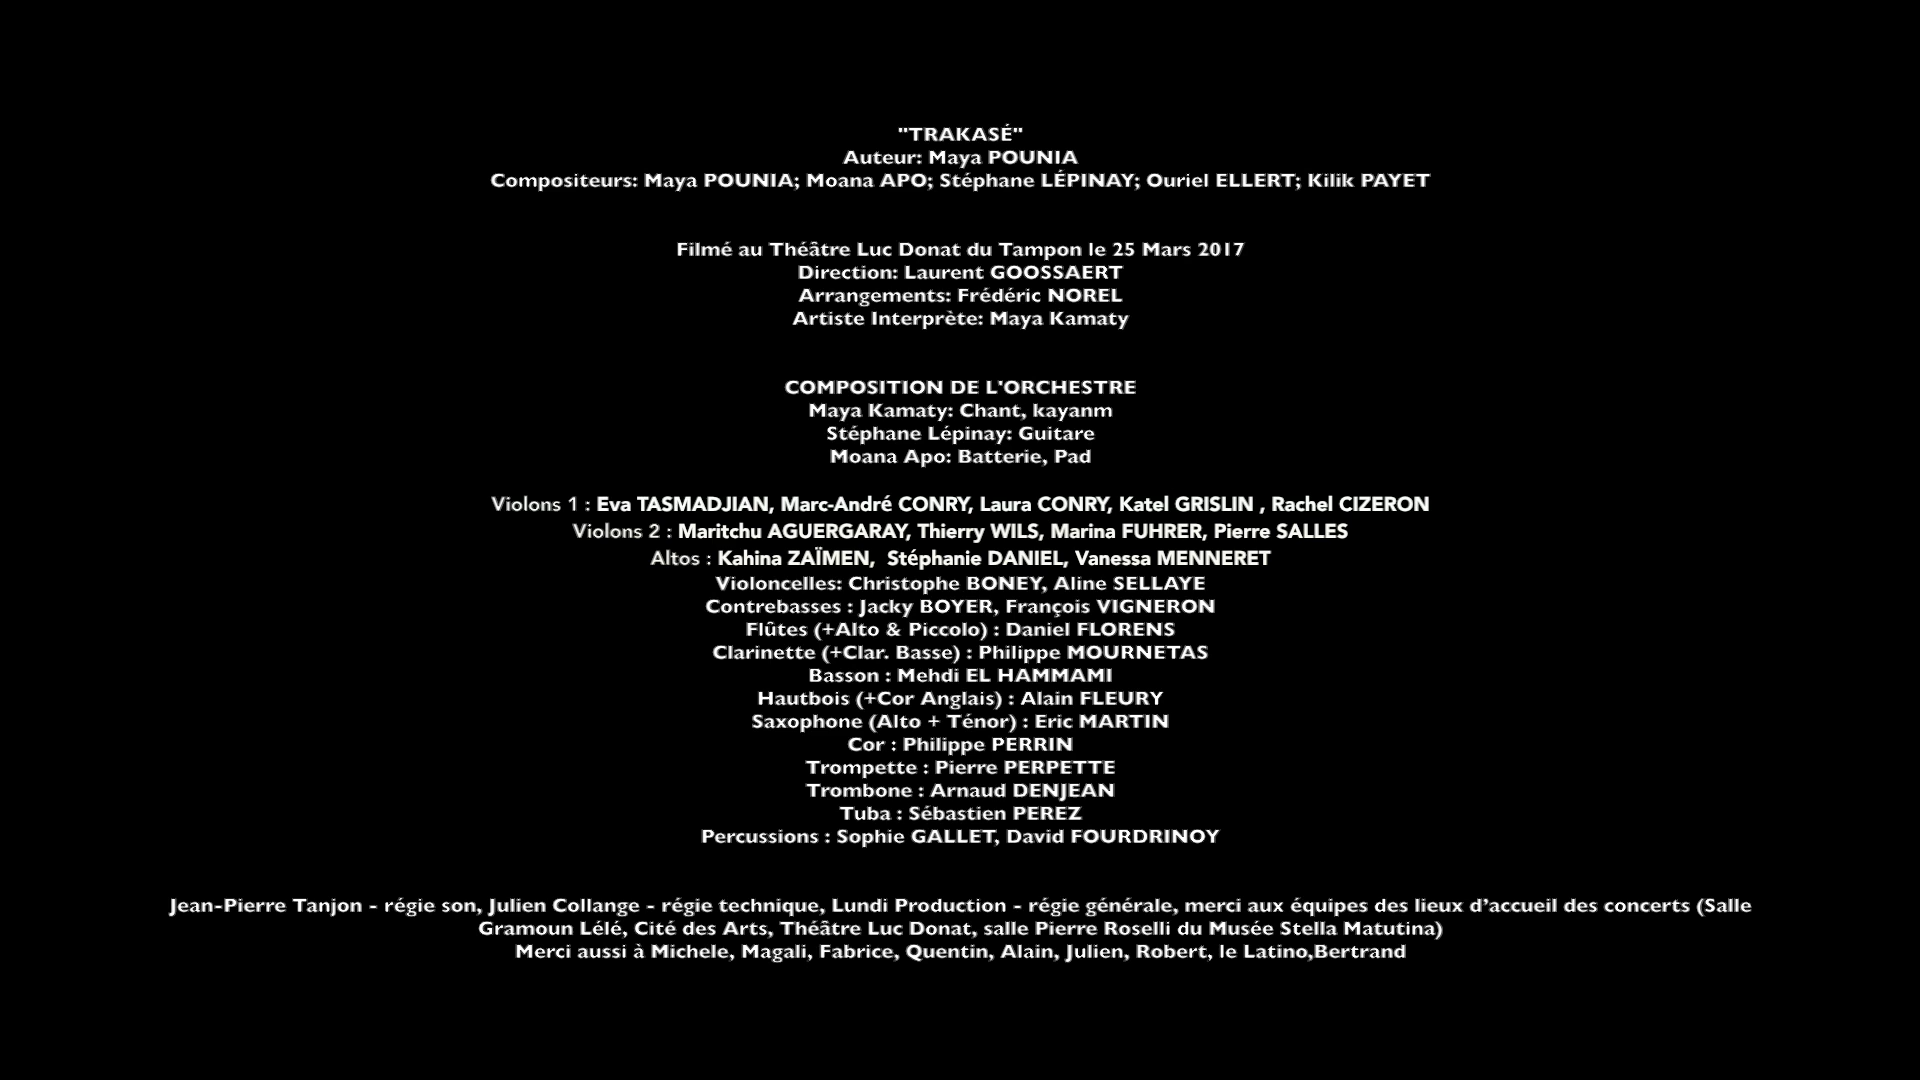 "TRAKASÉ"
Auteur: Maya POUNIA
Compositeurs: Maya POUNIA; Moana APO; Stéphane LÉPINAY; Ouriel ELLERT; Kilik PAYET
Filmé au Théâtre Luc Donat du Tampon le 25 Mars 2017
Direction: Laurent GOOSSAERT
Arrangements: Frédéric NOREL
Artiste Interprète: Maya Kamaty
COMPOSITION DE L'ORCHESTRE
Maya Kamaty: Chant, kayanm
Stéphane Lépinay: Guitare
Moana Apo: Batterie, Pad
Violons 1 : Eva TASMADJIAN, Marc-André CONRY, Laura CONRY, Katel GRISLIN , Rachel CIZERON
Violons 2 : Maritchu AGUERGARAY, Thierry WILS, Marina FUHRER, Pierre SALLES
Altos : Kahina ZAÏMEN,  Stéphanie DANIEL, Vanessa MENNERET
Violoncelles: Christophe BONEY, Aline SELLAYE
Contrebasses : Jacky BOYER, François VIGNERON
Flûtes (+Alto & Piccolo) : Daniel FLORENS
Clarinette (+Clar. Basse) : Philippe MOURNETAS
Basson : Mehdi EL HAMMAMI
Hautbois (+Cor Anglais) : Alain FLEURY
Saxophone (Alto + Ténor) : Eric MARTIN
Cor : Philippe PERRIN
Trompette : Pierre PERPETTE
Trombone : Arnaud DENJEAN
Tuba : Sébastien PEREZ
Percussions : Sophie GALLET, David FOURDRINOY
Jean-Pierre Tanjon - régie son, Julien Collange - régie technique, Lundi Production - régie générale, merci aux équipes des lieux d’accueil des concerts (Salle
Gramoun Lélé, Cité des Arts, Théâtre Luc Donat, salle Pierre Roselli du Musée Stella Matutina)
Merci aussi à Michele, Magali, Fabrice, Quentin, Alain, Julien, Robert, le Latino,Bertrand